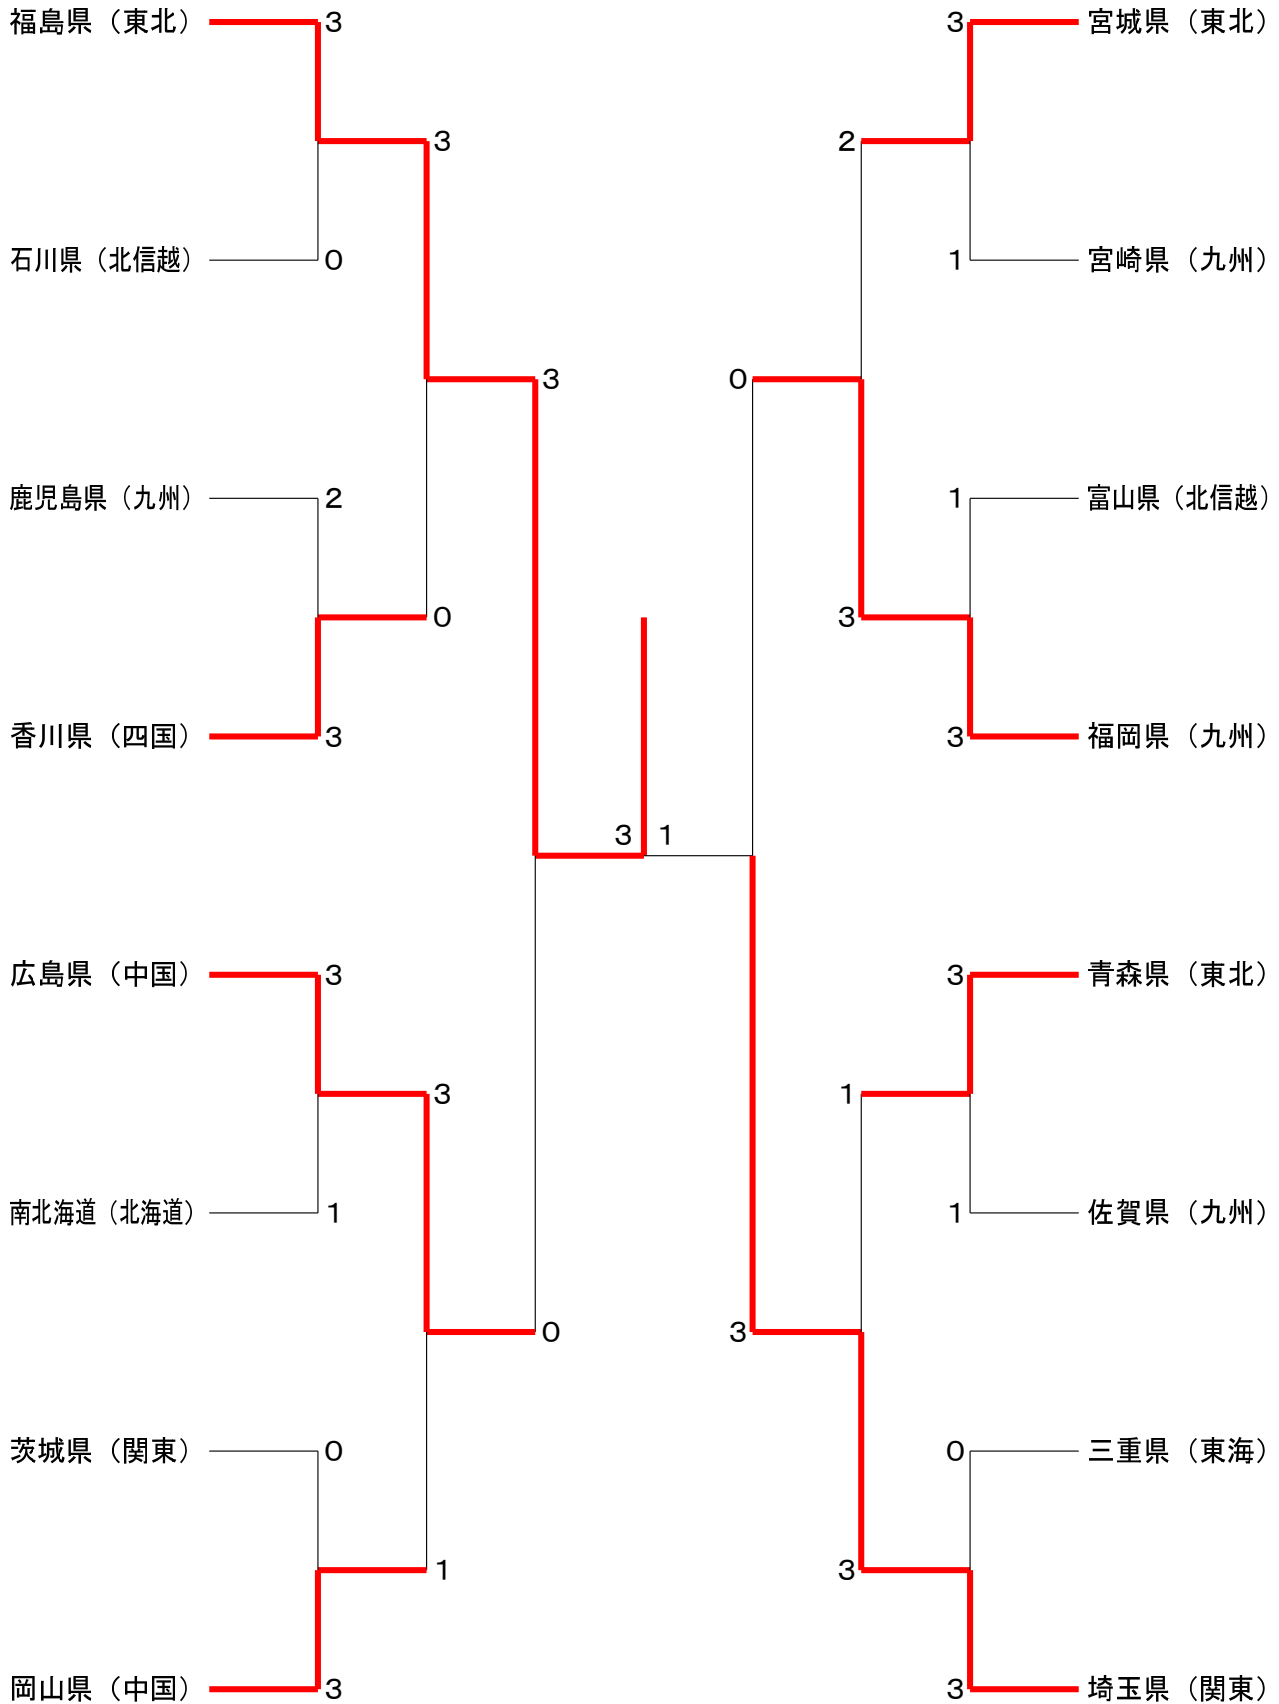 福島県（東北） 3 3 宮城県（東北）
3 2
石川県（北信越） 0 1 宮崎県（九州）
3 0
鹿児島県（九州） 2 1 富山県（北信越）
0 3
香川県（四国） 3 3 福岡県（九州）
3 1
広島県（中国） 3 3 青森県（東北）
3 1
南北海道（北海道） 1 1 佐賀県（九州）
0 3
茨城県（関東） 0 0 三重県（東海）
1 3
岡山県（中国） 3 3 埼玉県（関東）